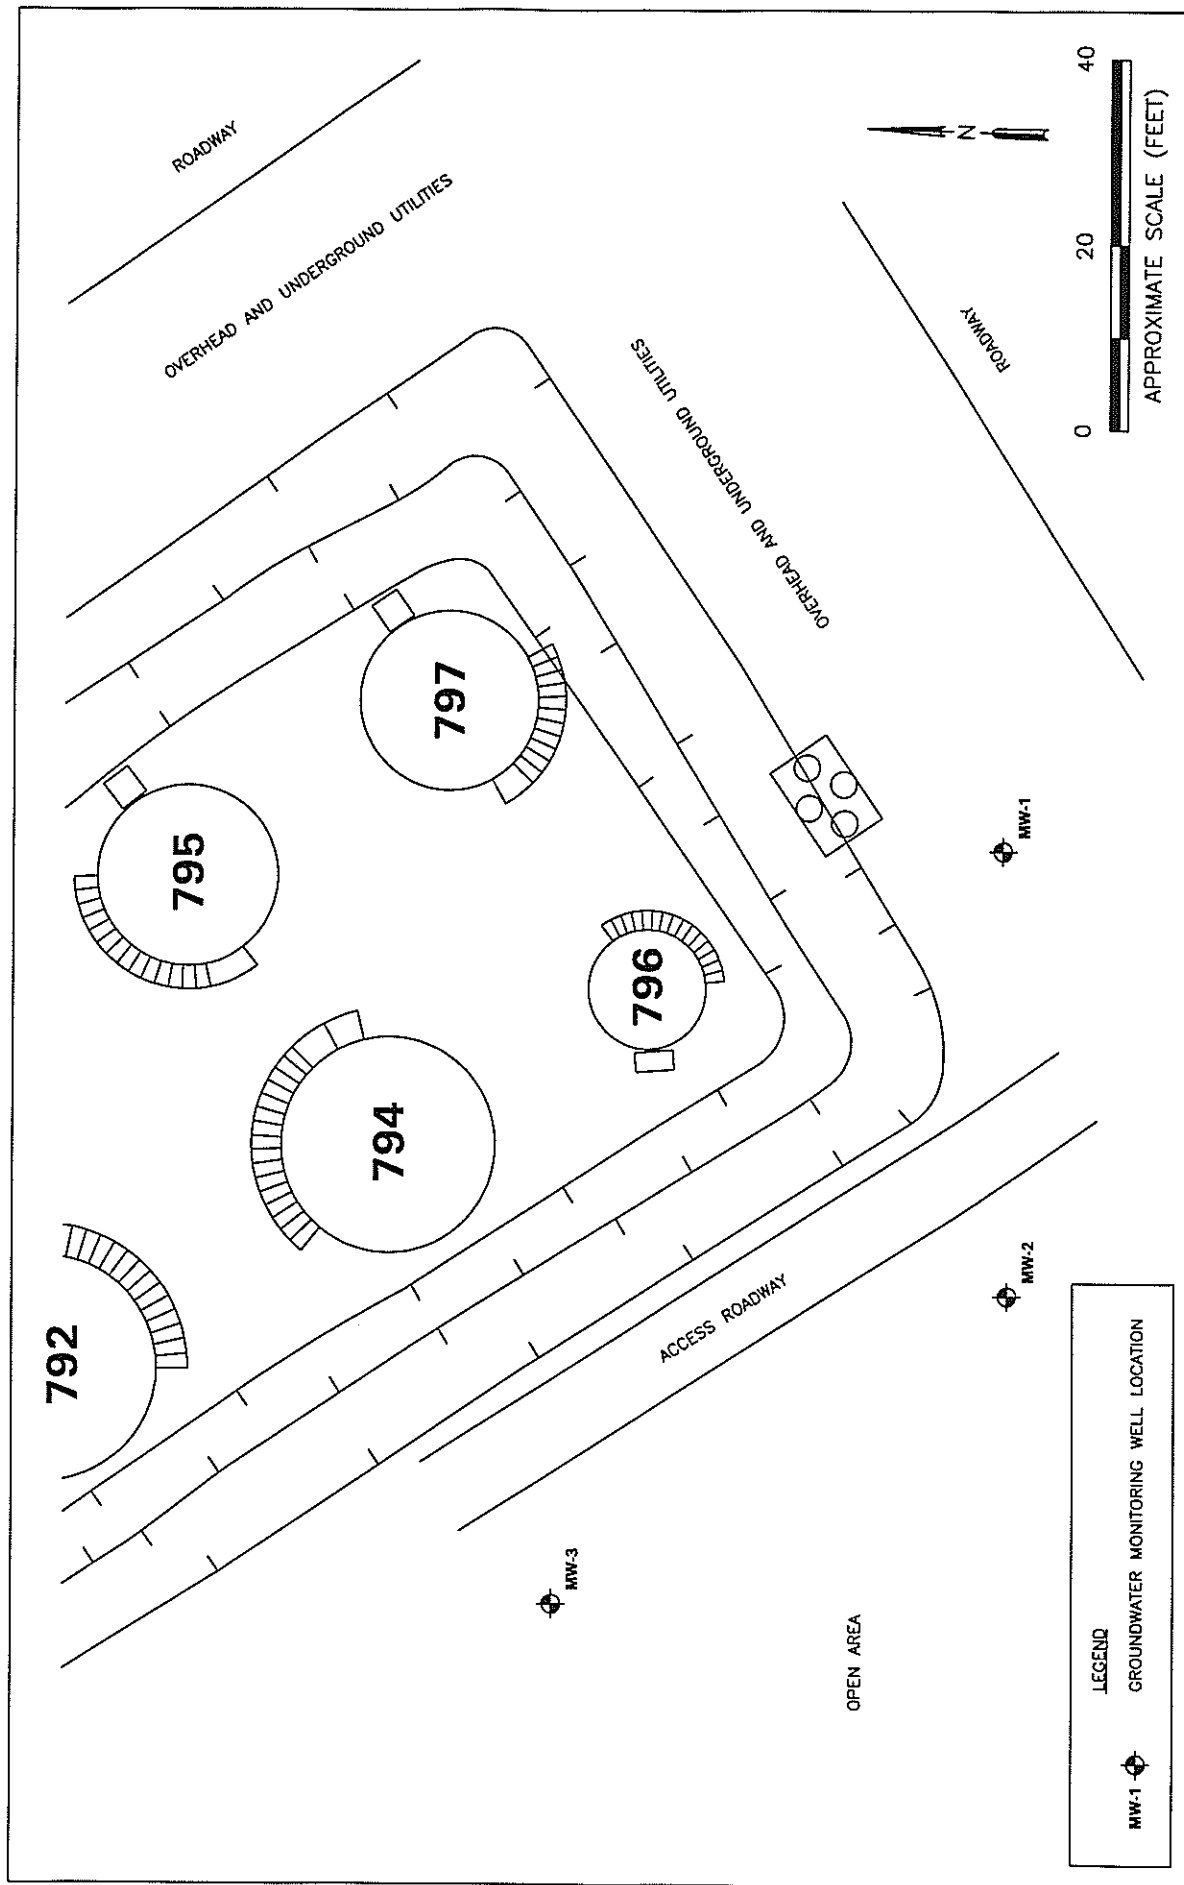 792
795
794
797
796
ROADWAY
OVERHEAD AND UNDERGROUND UTILITIES
OVERHEAD AND UNDERGROUND UTILITIES
ROADWAY
ACCESS ROADWAY
MW-3
MW-2
MW-1
OPEN AREA
N
0 20 40
APPROXIMATE SCALE (FEET)
LEGEND
MW-1 GROUNDWATER MONITORING WELL LOCATION